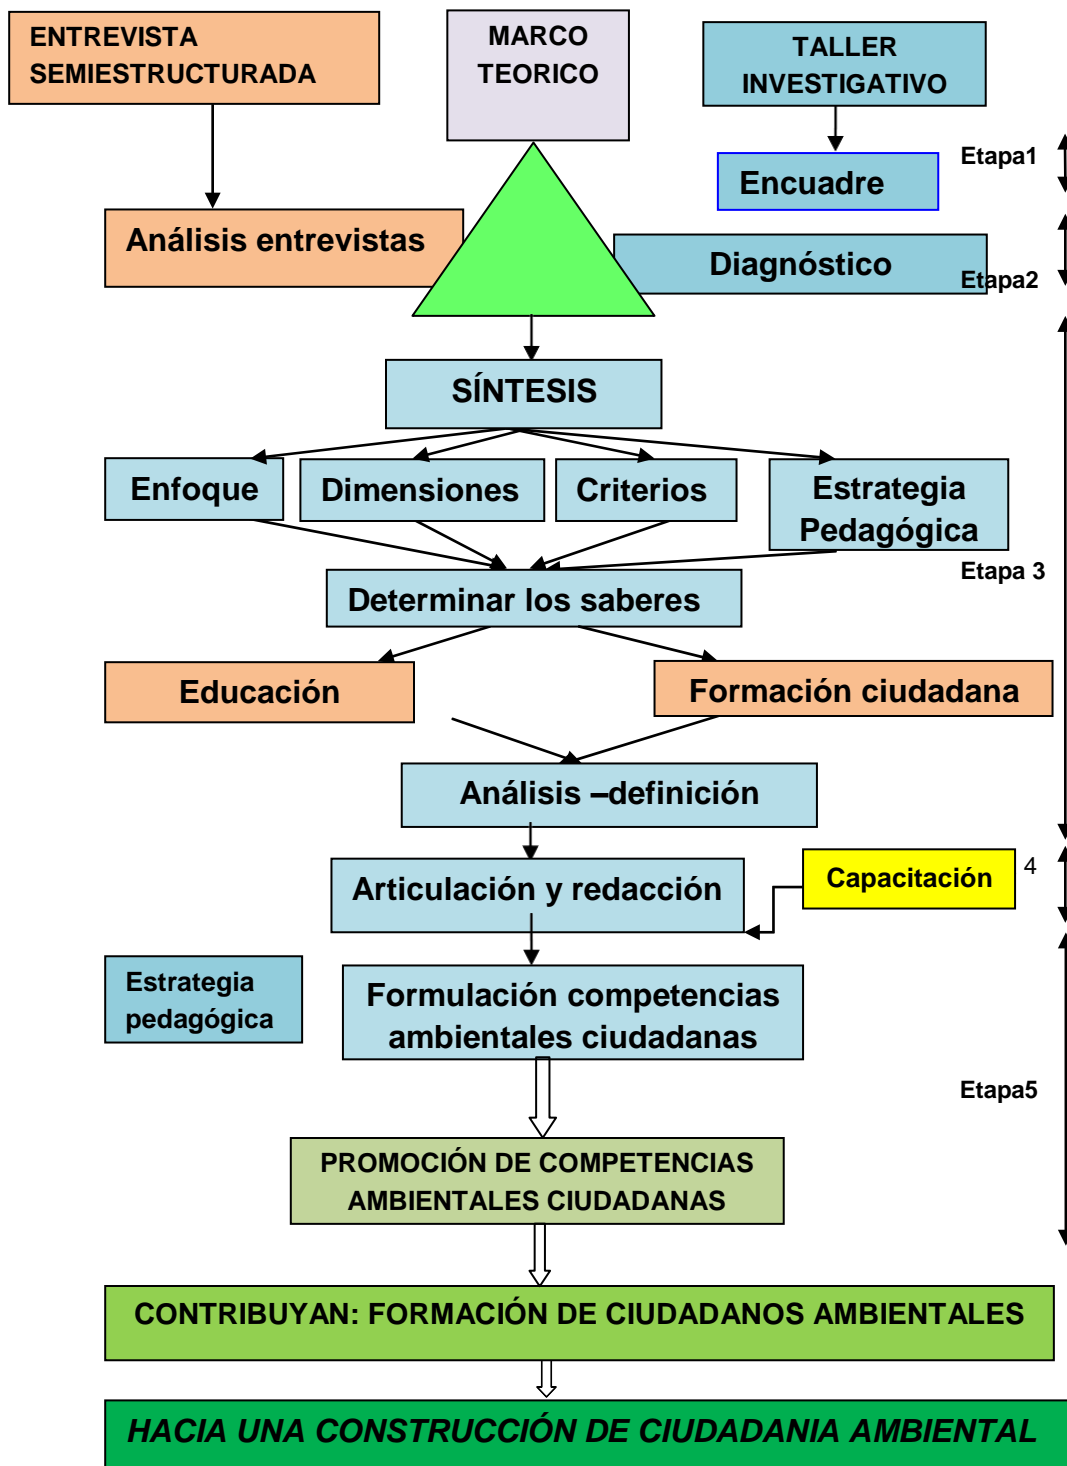 ENTREVISTA
SEMIESTRUCTURADA
MARCO
TEORICO
TALLER
INVESTIGATIVO
Etapa1
Encuadre
Análisis entrevistas
Diagnóstico
Etapa2
SÍNTESIS
Enfoque
Dimensiones
Criterios
Estrategia
Pedagógica
Etapa 3
Determinar los saberes
Educación
Formación ciudadana
Análisis –definición
Articulación y redacción
Capacitación
4
Estrategia
pedagógica
Formulación competencias
ambientales ciudadanas
Etapa5
PROMOCIÓN DE COMPETENCIAS
AMBIENTALES CIUDADANAS
CONTRIBUYAN: FORMACIÓN DE CIUDADANOS AMBIENTALES
HACIA UNA CONSTRUCCIÓN DE CIUDADANIA AMBIENTAL